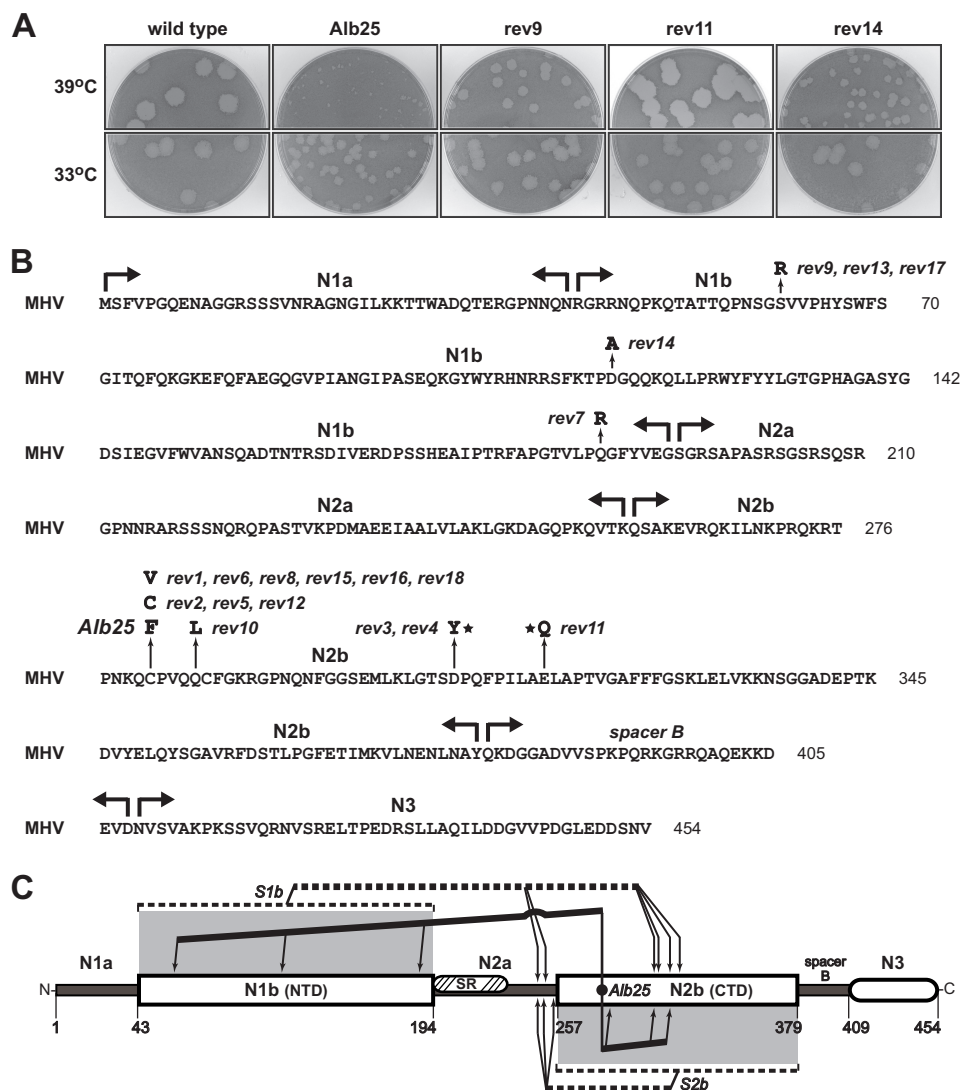 A
wild type Alb25 rev9 rev11 rev14
39ºC
33ºC
B
N1a N1b R rev9, rev13, rev17
MHV MSFVPGQENAGGRSSSVNRAGNGILKKTTWADQTERGPNNQNRGRRNQPKQTATTQPNSGSVVPHYSWFS 70
N1b A rev14
MHV GITQFQKGKEFQFAEGQGVPIANGIPASEQKGYWYRHNRRSFKTPDGQQKQLLPRWYFYYLGTGPHAGASYG 142
N1b rev7 R N2a
MHV DSIEGVFWVANSQADTNTRSDIVERDPSSHEAIPTRFAPGTVLPQGFYVEGSGRSAPASRSGSRSQSR 210
N2a N2b
MHV GPNNRARSSSNQRQPASTVKPDMAEEIAALVLAKLGKDAGQPKQVTKQSAKEVRQKILNKPRQKRT 276
V rev1, rev6, rev8, rev15, rev16, rev18
C rev2, rev5, rev12
Alb25 F L rev10 rev3, rev4 Y★ ★Q rev11
N2b
MHV PNKQCPVQQCFGKRGPNQNFGGSEMLKLGTSDPQFPILAELAPTVGAFFFGSKLELVKKNSGGADEPTK 345
N2b spacer B
MHV DVYELQYSGAVRFDSTLPGFETIMKVLNENLNAYQKDGGADVVSPKPQRKGRRQAQEKKD 405
N3
MHV EVDNVSVAKPKSSVQRNVSRELTPEDRSLLAQILDDGVVPDGLEDDSNV 454
C
S1b
N1a N2a spacer B N3
N- N1b (NTD) SR Alb25 N2b (CTD) -C
1 43 194 257 379 409 454
S2b